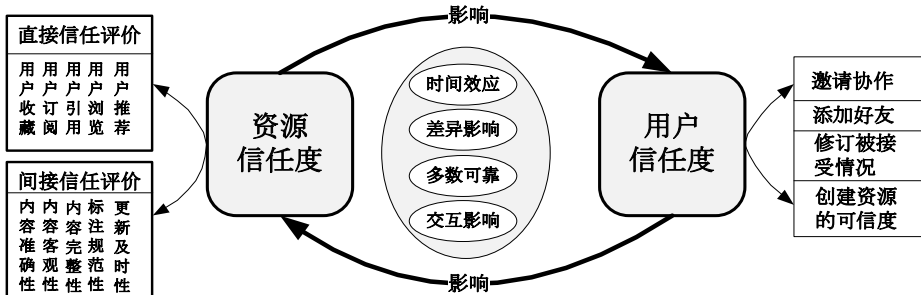 影响
直接信任评价
用户收藏
用户订阅
用户引用
用户浏览
用户推荐
间接信任评价
内容准确性
内容客观性
内容完整性
标注规范性
更新及时性
资源
信任度
时间效应
差异影响
多数可靠
交互影响
用户
信任度
邀请协作
添加好友
修订被接
受情况
创建资源
的可信度
影响